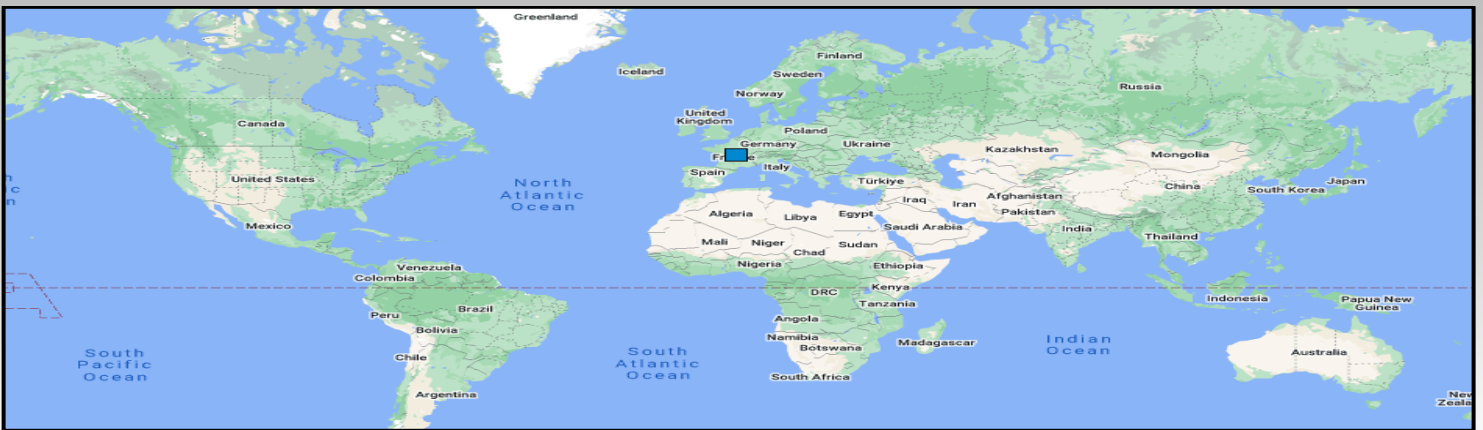 Greenland
Iceland
Finland
Sweden
Norway
Russia
United
Kingdom
Canada
Poland
Germany
Ukraine
Kazakhstan
Mongolia
Italy
Spain
United States
Türkiye
China
South Korea
Japan
North
Atlantic
Ocean
Iraq
Iran
Afghanistan
Pakistan
Algeria
Libya
Egypt
Saudi Arabia
India
Mexico
Mali
Niger
Chad
Sudan
Thailand
Venezuela
Colombia
Nigeria
Ethiopia
DRC
Kenya
Tanzania
Indonesia
Papua New
Guinea
Peru
Brazil
Bolivia
Angola
Namibia
Botswana
Madagascar
Indian
Ocean
South
Pacific
Ocean
South
Atlantic
Ocean
Chile
Australia
South Africa
Argentina